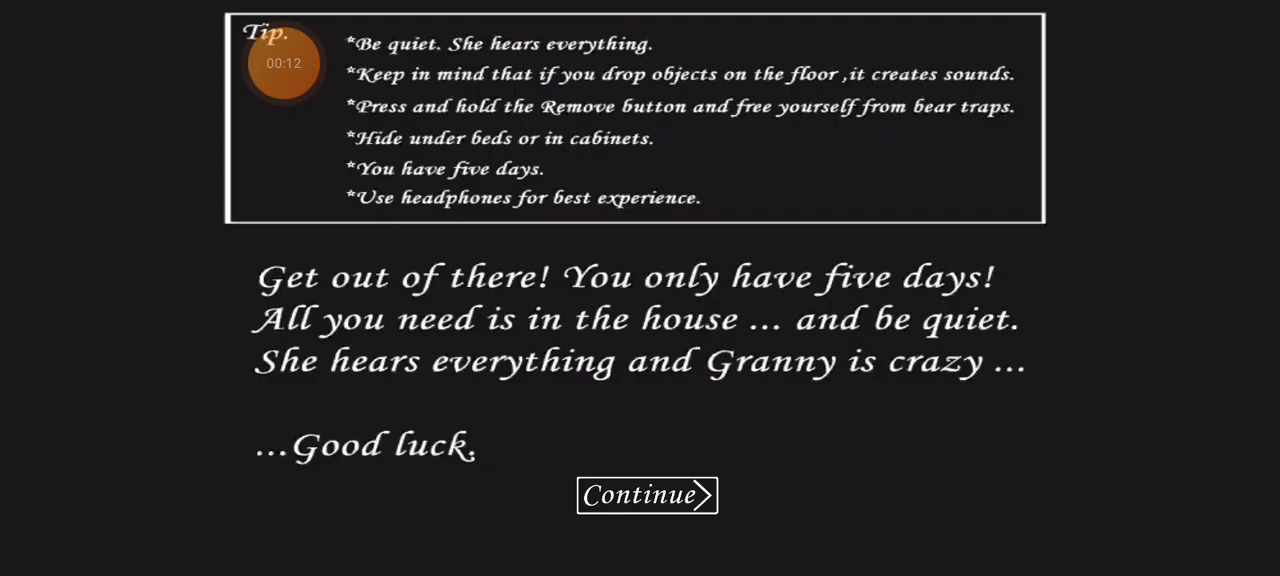 Tip.
00:12
*Be quiet. She hears everything.
*Keep in mind that if you drop objects on the floor ,it creates sounds.
*Press and hold the Remove button and free yourself from bear traps.
*Hide under beds or in cabinets.
*You have five days.
*Use headphones for best experience.
Get out of there! You only have five days!
All you need is in the house ... and be quiet.
She hears everything and Granny is crazy ...
...Good luck.
Continue